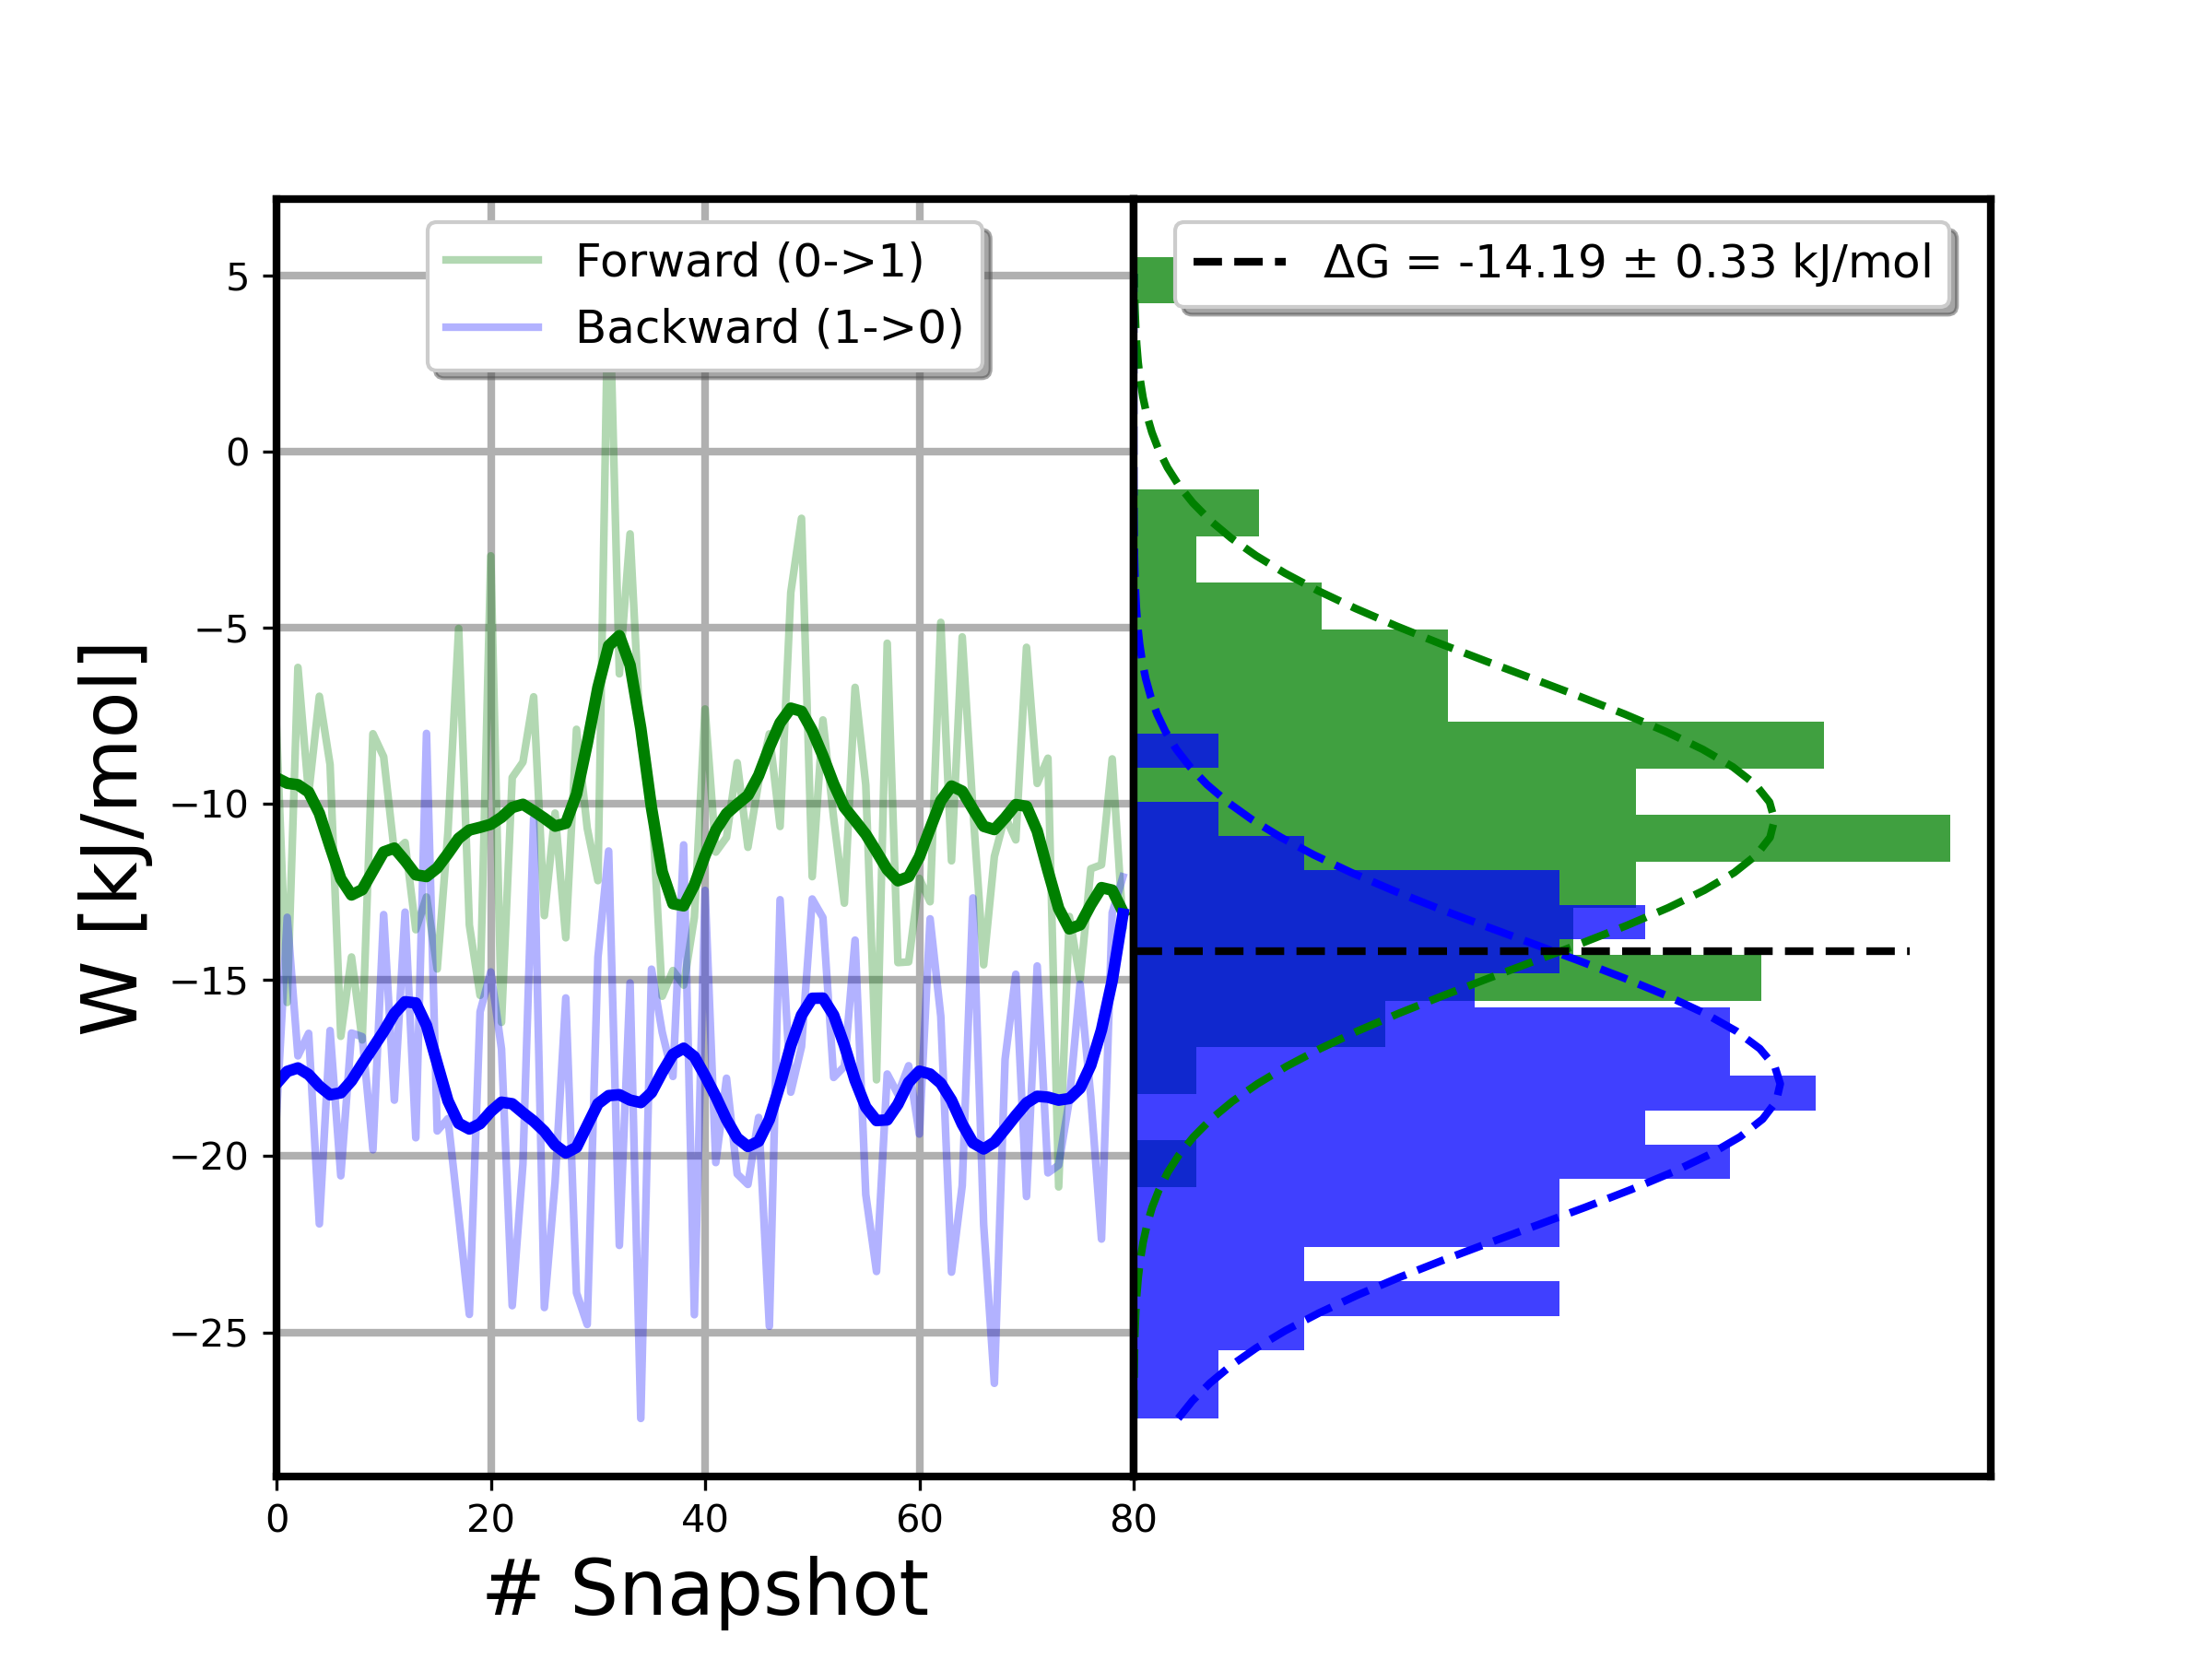 Forward (0->1)
Backward (1->0)
ΔG = -14.19 ± 0.33 kJ/mol
W [kJ/mol]
5
0
−5
−10
−15
−20
−25
0 20 40 60 80
# Snapshot